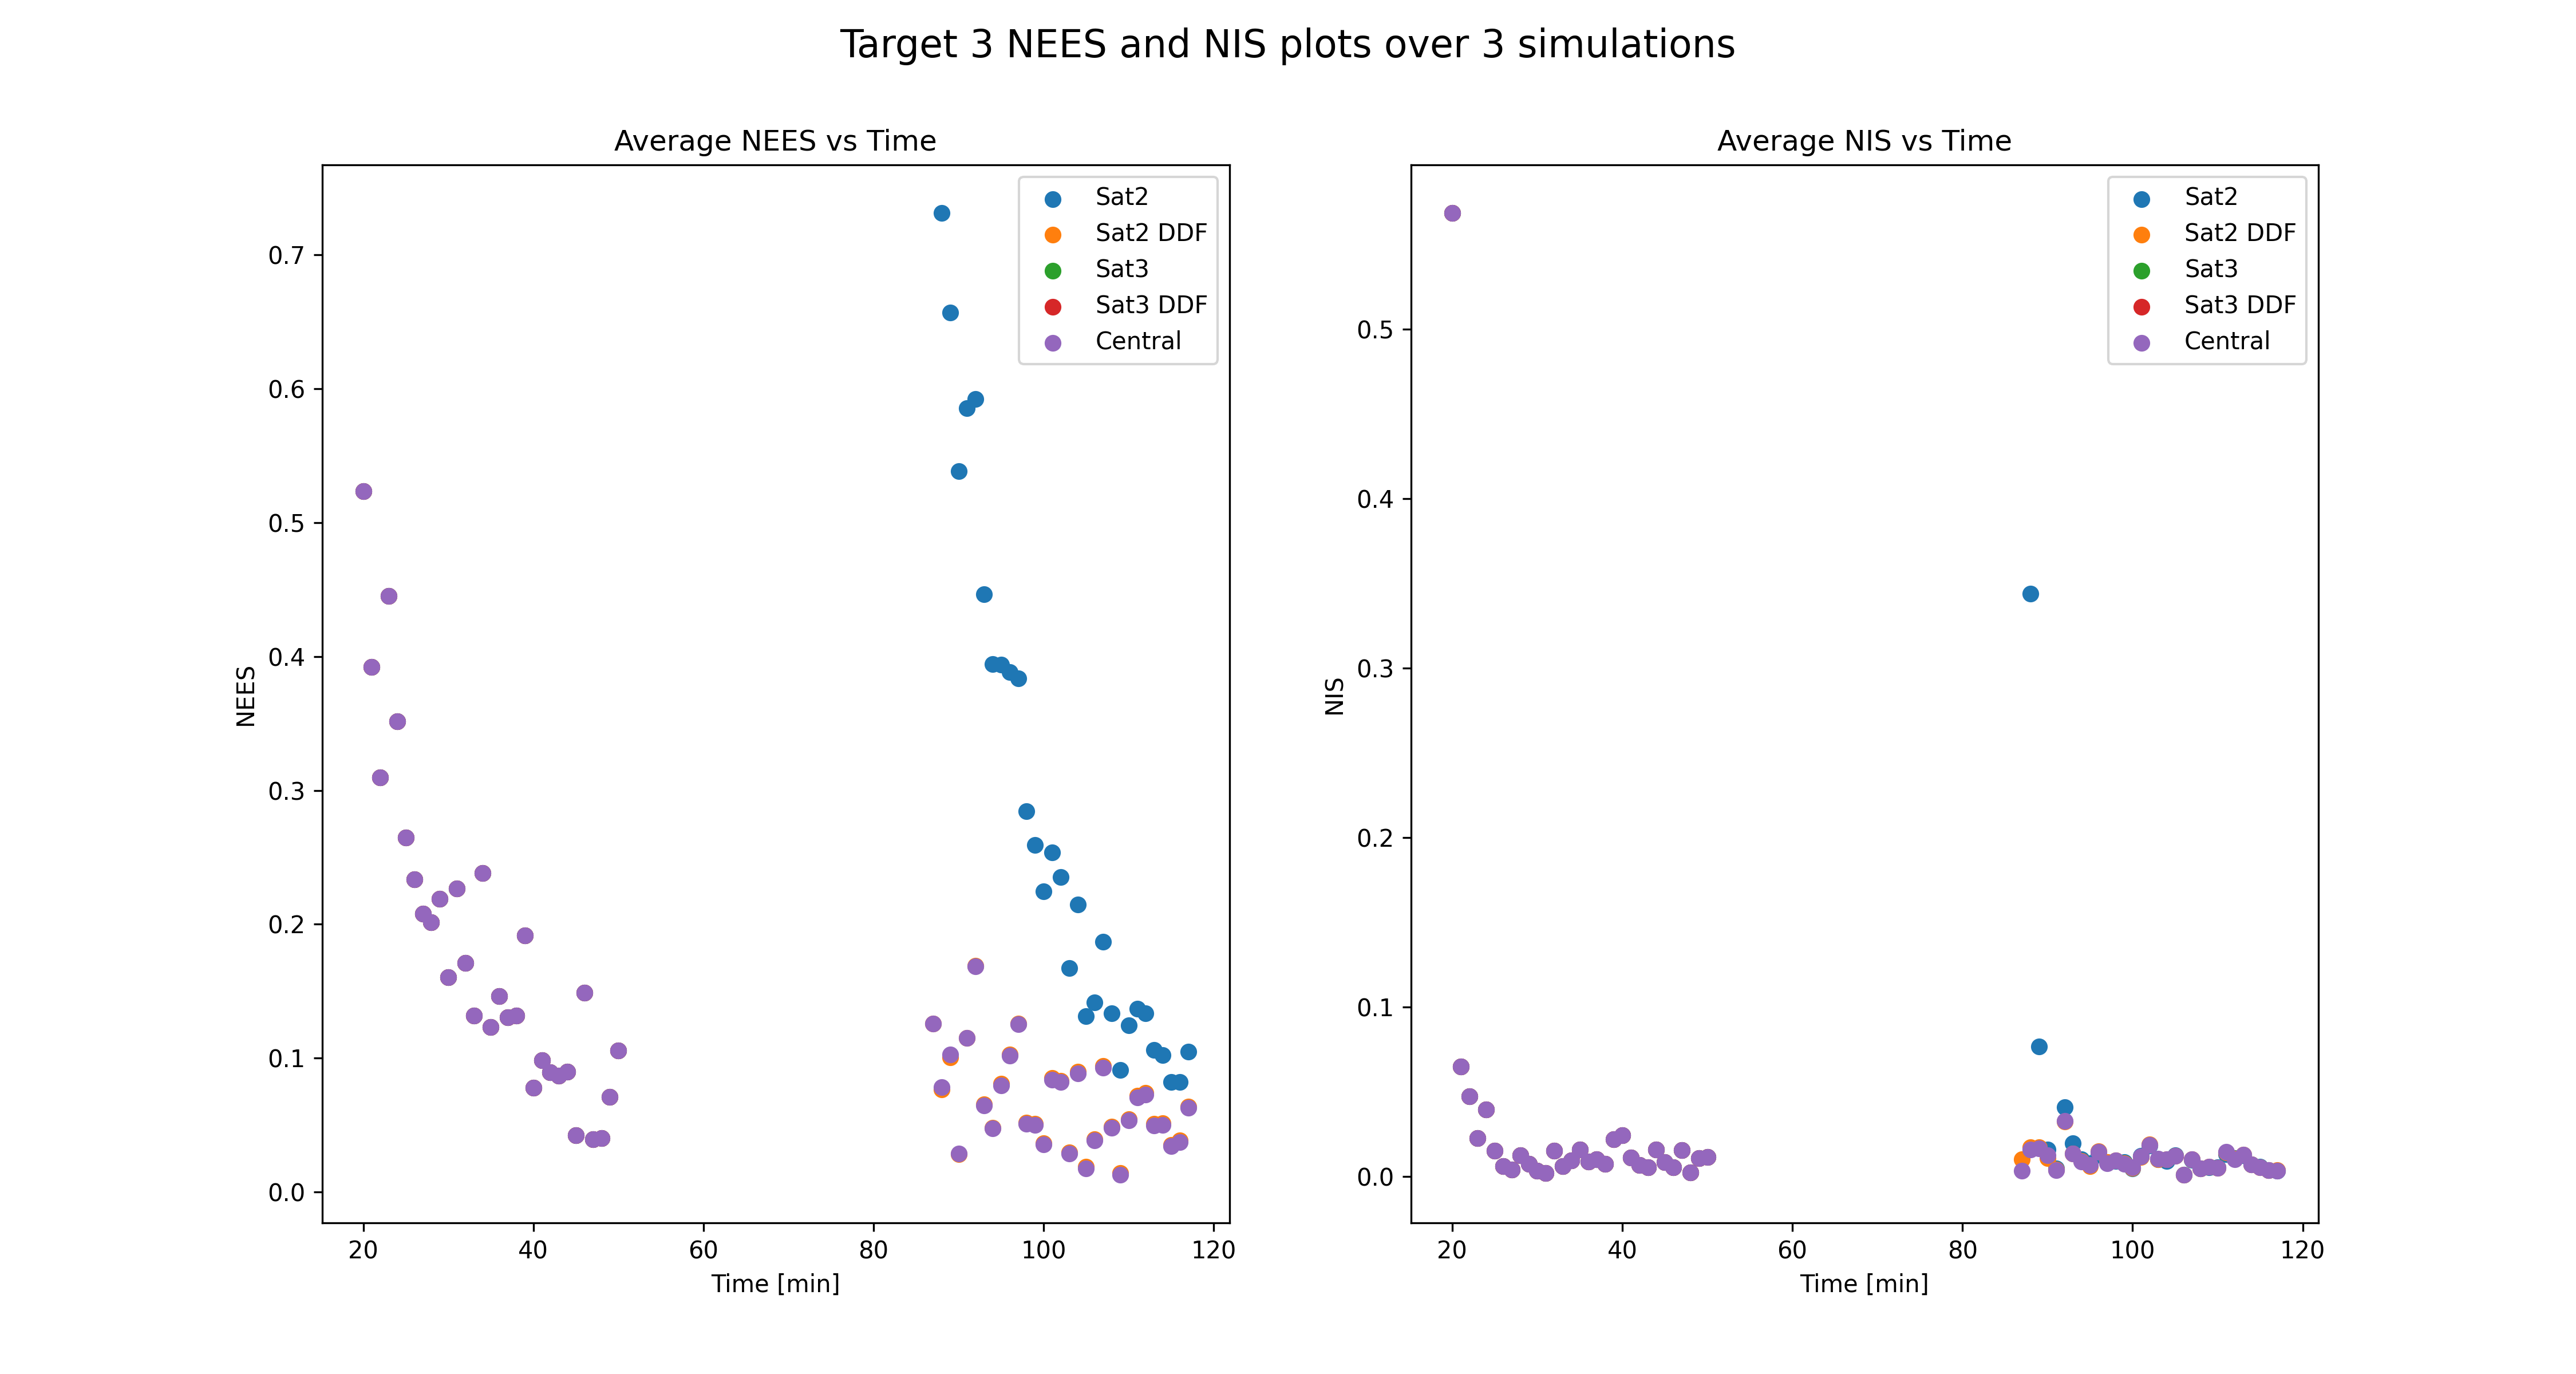 Target 3 NEES and NIS plots over 3 simulations
Average NEES vs Time
NEES
0.7
0.6
0.5
0.4
0.3
0.2
0.1
0.0
20 40 60 80 100 120
Time [min]
Sat2
Sat2 DDF
Sat3
Sat3 DDF
Central
Average NIS vs Time
NIS
0.5
0.4
0.3
0.2
0.1
0.0
20 40 60 80 100 120
Time [min]
Sat2
Sat2 DDF
Sat3
Sat3 DDF
Central